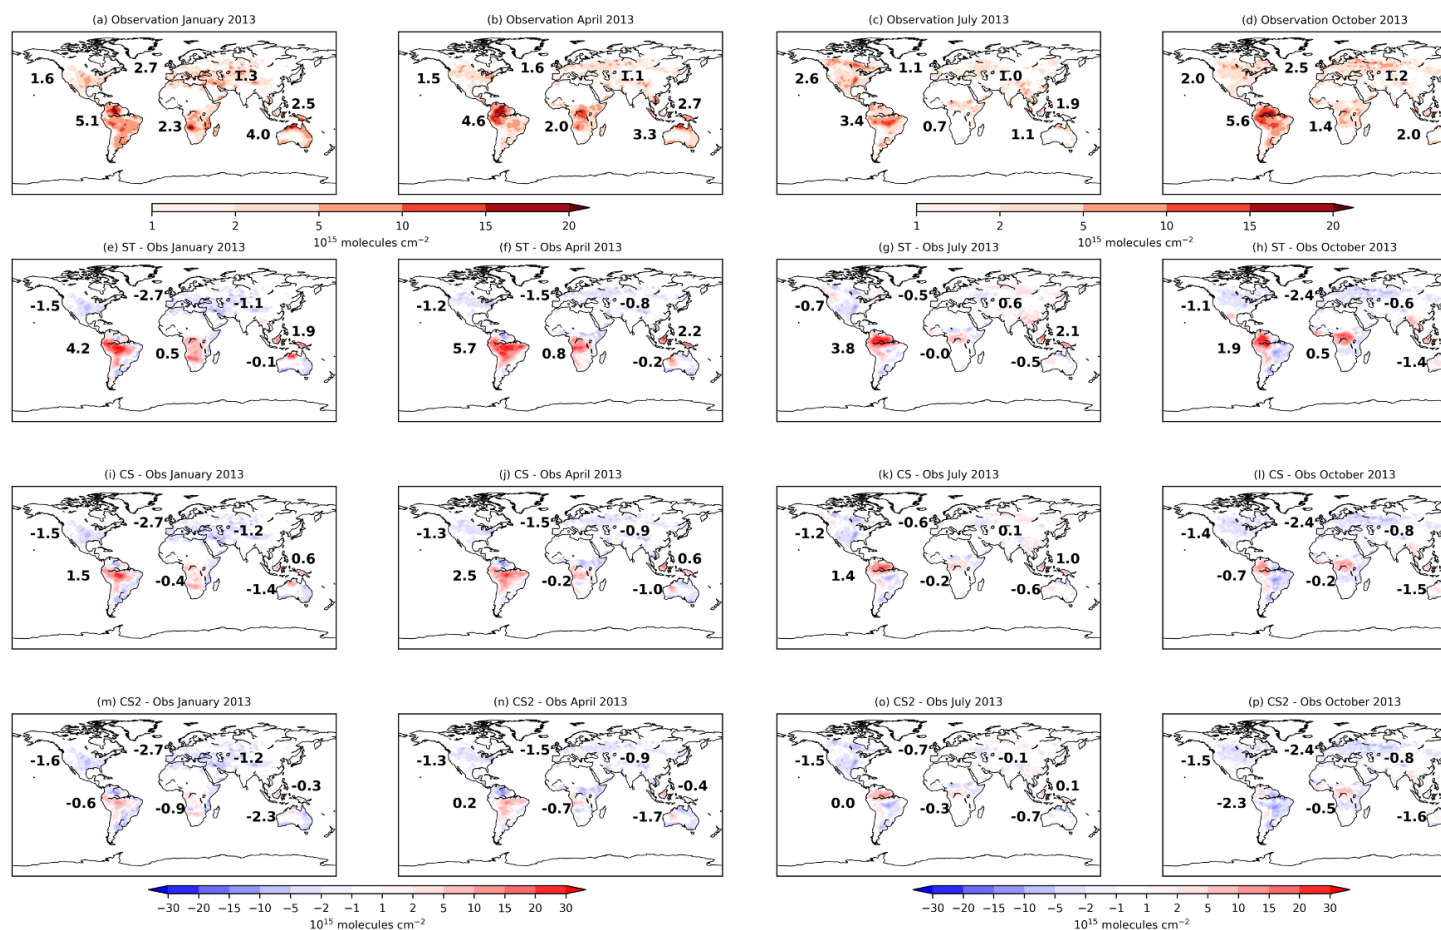 (a) Observation January 2013
(b) Observation April 2013
(c) Observation July 2013
(d) Observation October 2013
1.6 2.7 1.3 2.5 5.1 2.3 4.0
1.5 1.6 1.1 2.7 4.6 2.0 3.3
2.6 1.1 1.0 1.9 3.4 0.7 1.1
2.0 2.5 1.2 5.6 1.4 2.0
1 2 5 10 15 20
10¹⁵ molecules cm⁻²
1 2 5 10 15 20
10¹⁵ molecules cm⁻²
(e) ST - Obs January 2013
(f) ST - Obs April 2013
(g) ST - Obs July 2013
(h) ST - Obs October 2013
-1.5 -2.7 -1.1 1.9 4.2 0.5 -0.1
-1.2 -1.5 -0.8 2.2 5.7 0.8 -0.2
-0.7 -0.5 0.6 2.1 3.8 -0.0 -0.5
-1.1 -2.4 -0.6 1.9 0.5 -1.4
(i) CS - Obs January 2013
(j) CS - Obs April 2013
(k) CS - Obs July 2013
(l) CS - Obs October 2013
-1.5 -2.7 -1.2 0.6 1.5 -0.4 -1.4
-1.3 -1.5 -0.9 0.6 2.5 -0.2 -1.0
-1.2 -0.6 0.1 1.0 1.4 -0.2 -0.6
-1.4 -2.4 -0.8 -0.7 -0.2 -1.5
(m) CS2 - Obs January 2013
(n) CS2 - Obs April 2013
(o) CS2 - Obs July 2013
(p) CS2 - Obs October 2013
-1.6 -2.7 -1.2 -0.3 -0.6 -0.9 -2.3
-1.3 -1.5 -0.9 -0.4 0.2 -0.7 -1.7
-1.5 -0.7 -0.1 0.1 0.0 -0.3 -0.7
-1.5 -2.4 -0.8 -2.3 -0.5 -1.6
−30 −20 −15 −10 −5 −2 −1 1 2 5 10 15 20 30
10¹⁵ molecules cm⁻²
−30 −20 −15 −10 −5 −2 −1 1 2 5 10 15 20 30
10¹⁵ molecules cm⁻²